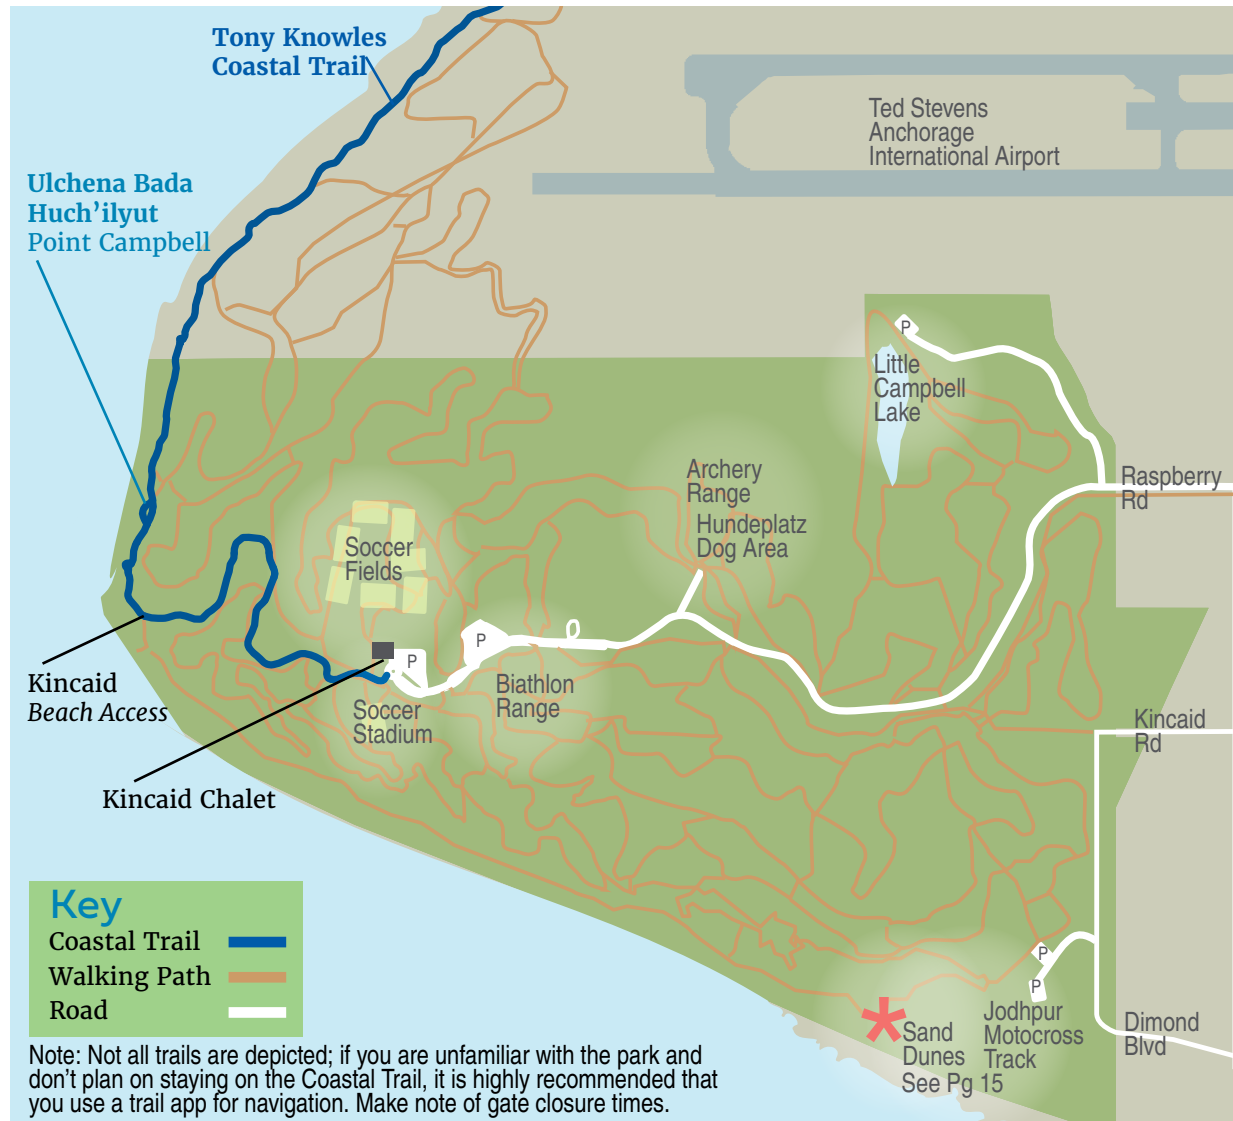 Tony Knowles
Coastal Trail
Ted Stevens
Anchorage
International Airport
Ulchena Bada
Huch’ilyut
Point Campbell
P
Little
Campbell
Lake
Archery
Range
Hundeplatz
Dog Area
Raspberry
Rd
Soccer
Fields
P
P
Kincaid
Beach Access
Biathlon
Range
Soccer
Stadium
Kincaid
Rd
Kincaid Chalet
Key
Coastal Trail
Walking Path
Road
P
P
Jodhpur
Motocross
Track
Sand
Dunes
See Pg 15
Dimond
Blvd
Note: Not all trails are depicted; if you are unfamiliar with the park and
don’t plan on staying on the Coastal Trail, it is highly recommended that
you use a trail app for navigation. Make note of gate closure times.